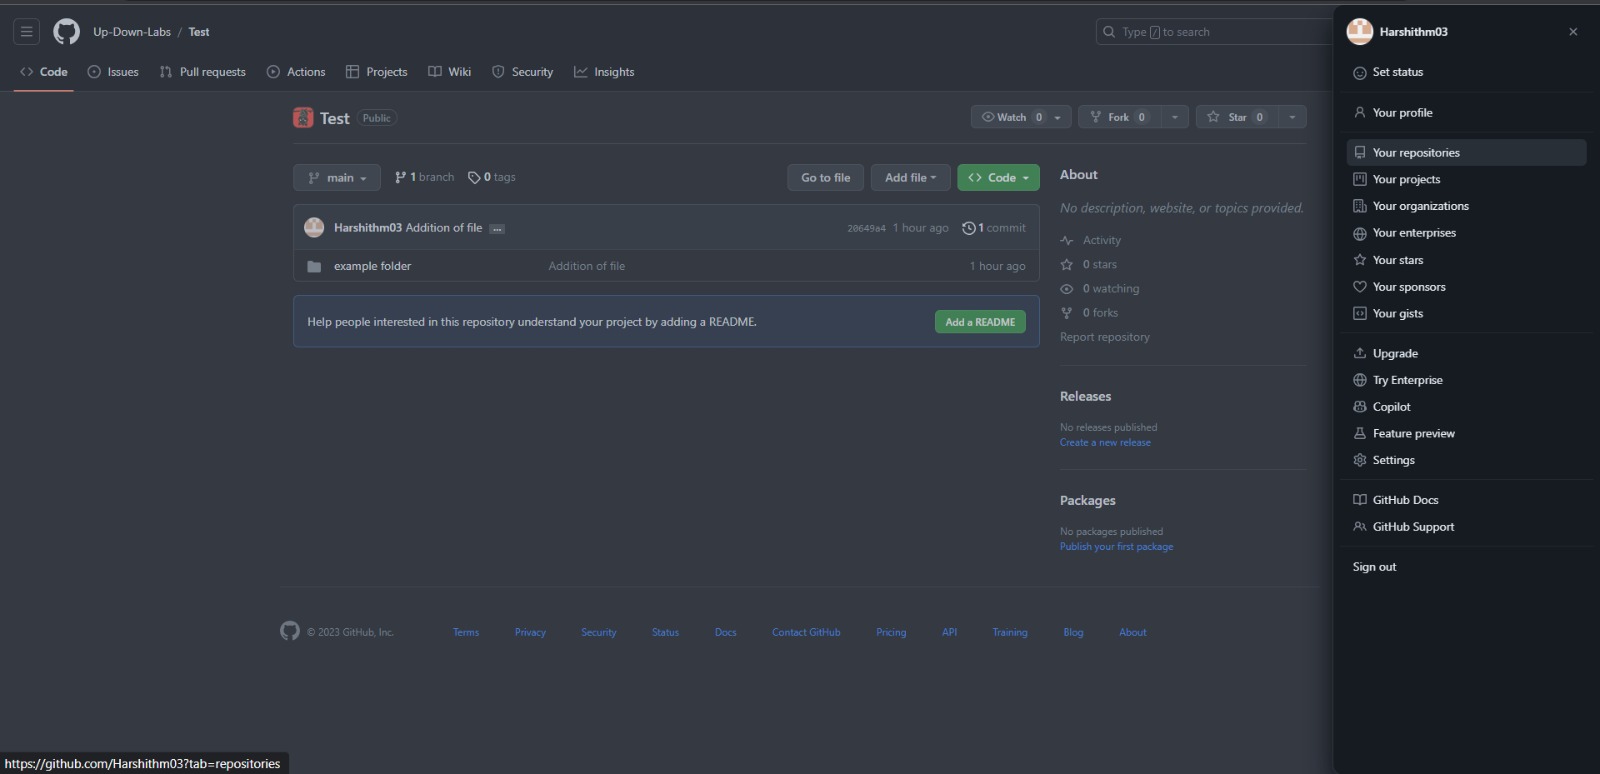 Up-Down-Labs / Test
Type / to search
Code Issues Pull requests Actions Projects Wiki Security Insights
Test Public
Watch 0 Fork 0 Star 0
main 1 branch 0 tags Go to file Add file Code
Harshithm03 Addition of file ... 20649a4 1 hour ago 1 commit
example folder Addition of file 1 hour ago
Help people interested in this repository understand your project by adding a README. Add a README
About
No description, website, or topics provided.
Activity
0 stars
0 watching
0 forks
Report repository
Releases
No releases published
Create a new release
Packages
No packages published
Publish your first package
© 2023 GitHub, Inc. Terms Privacy Security Status Docs Contact GitHub Pricing API Training Blog About
Harshithm03
Set status
Your profile
Your repositories
Your projects
Your organizations
Your enterprises
Your stars
Your sponsors
Your gists
Upgrade
Try Enterprise
Copilot
Feature preview
Settings
GitHub Docs
GitHub Support
Sign out
https://github.com/Harshithm03?tab=repositories